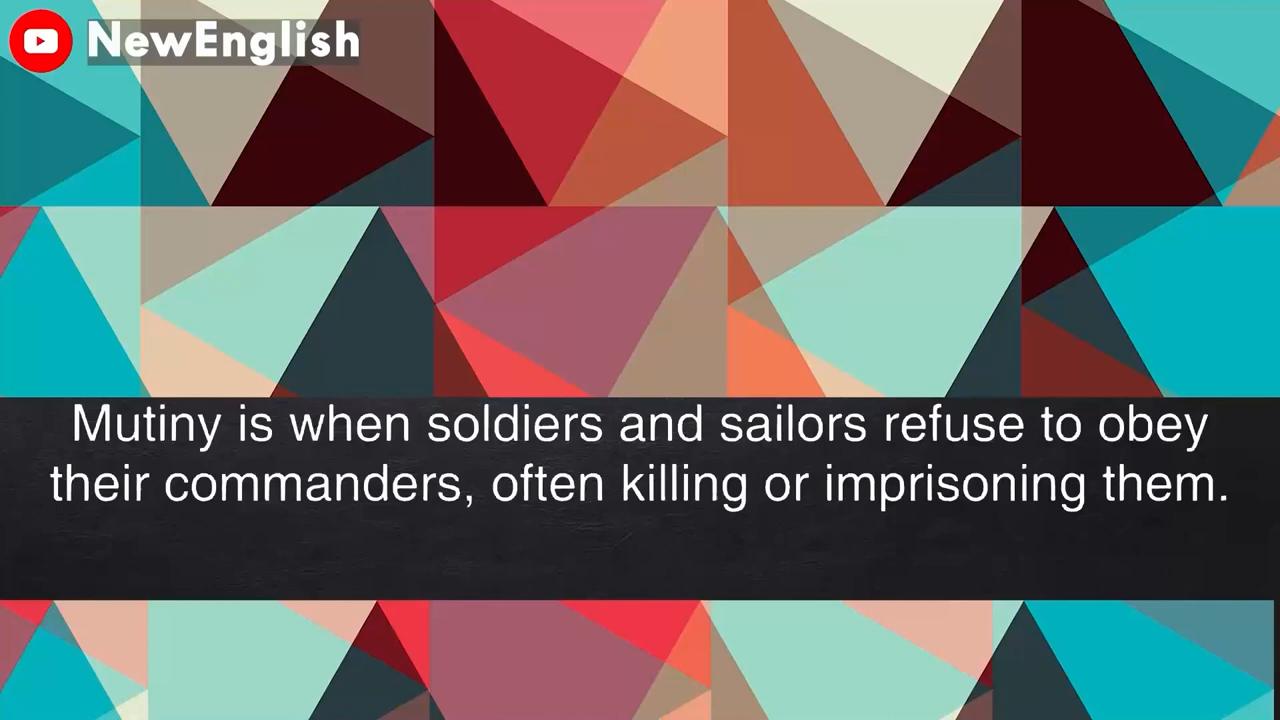 NewEnglish
Mutiny is when soldiers and sailors refuse to obey
their commanders, often killing or imprisoning them.